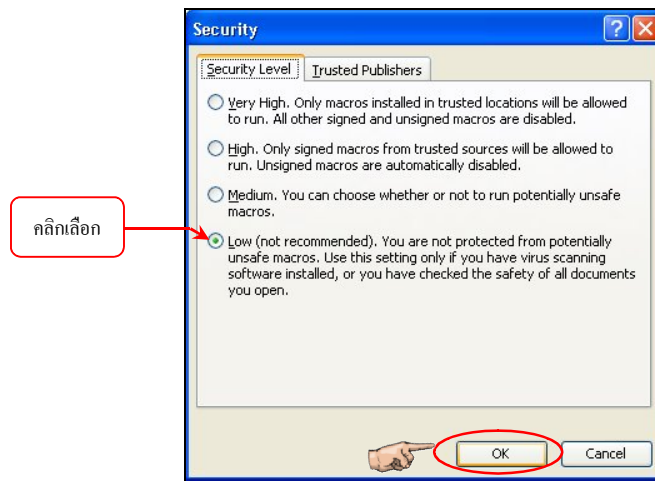 Security
Security Level
Trusted Publishers
Very High. Only macros installed in trusted locations will be allowed
to run. All other signed and unsigned macros are disabled.
High. Only signed macros from trusted sources will be allowed to
run. Unsigned macros are automatically disabled.
Medium. You can choose whether or not to run potentially unsafe
macros.
คลิกเลือก
Low (not recommended). You are not protected from potentially
unsafe macros. Use this setting only if you have virus scanning
software installed, or you have checked the safety of all documents
you open.
OK
Cancel